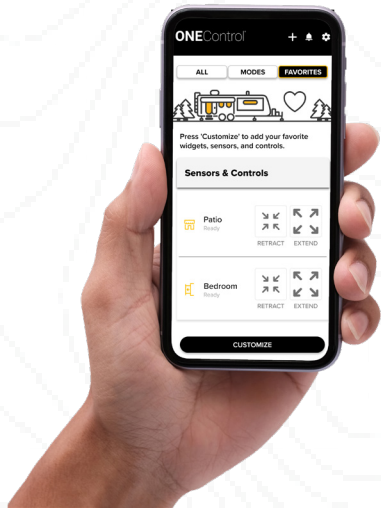 ONEControl
ALL MODES FAVORITES
Press 'Customize' to add your favorite
widgets, sensors, and controls.
Sensors & Controls
Patio
Ready
RETRACT EXTEND
Bedroom
Ready
RETRACT EXTEND
CUSTOMIZE